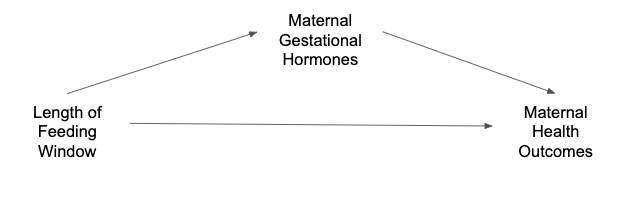 Maternal
Gestational
Hormones
Length of
Feeding
Window
Maternal
Health
Outcomes